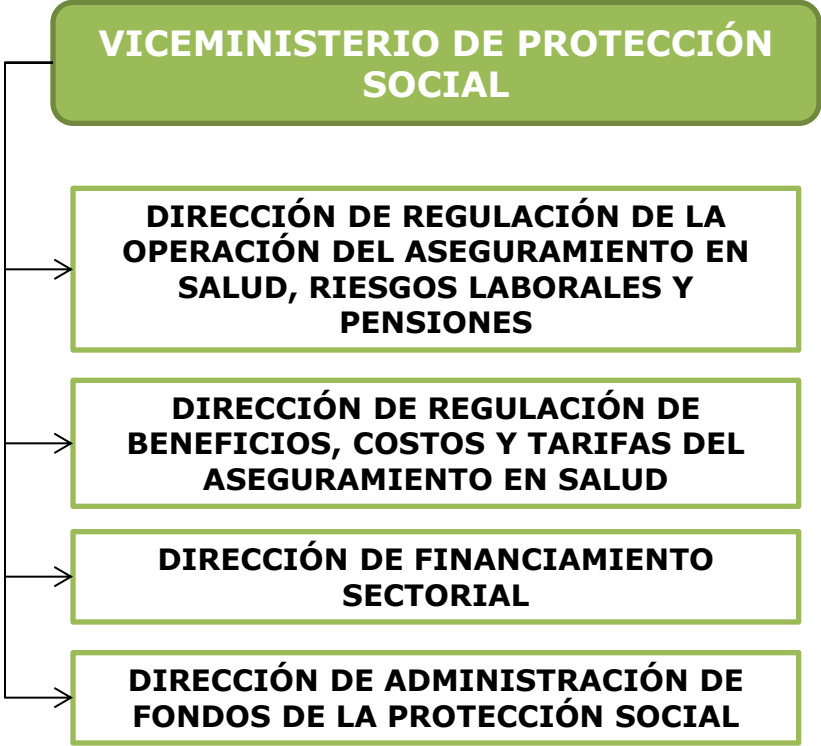 VICEMINISTERIO DE PROTECCIÓN
SOCIAL
DIRECCIÓN DE REGULACIÓN DE LA
OPERACIÓN DEL ASEGURAMIENTO EN
SALUD, RIESGOS LABORALES Y
PENSIONES
DIRECCIÓN DE REGULACIÓN DE
BENEFICIOS, COSTOS Y TARIFAS DEL
ASEGURAMIENTO EN SALUD
DIRECCIÓN DE FINANCIAMIENTO
SECTORIAL
DIRECCIÓN DE ADMINISTRACIÓN DE
FONDOS DE LA PROTECCIÓN SOCIAL